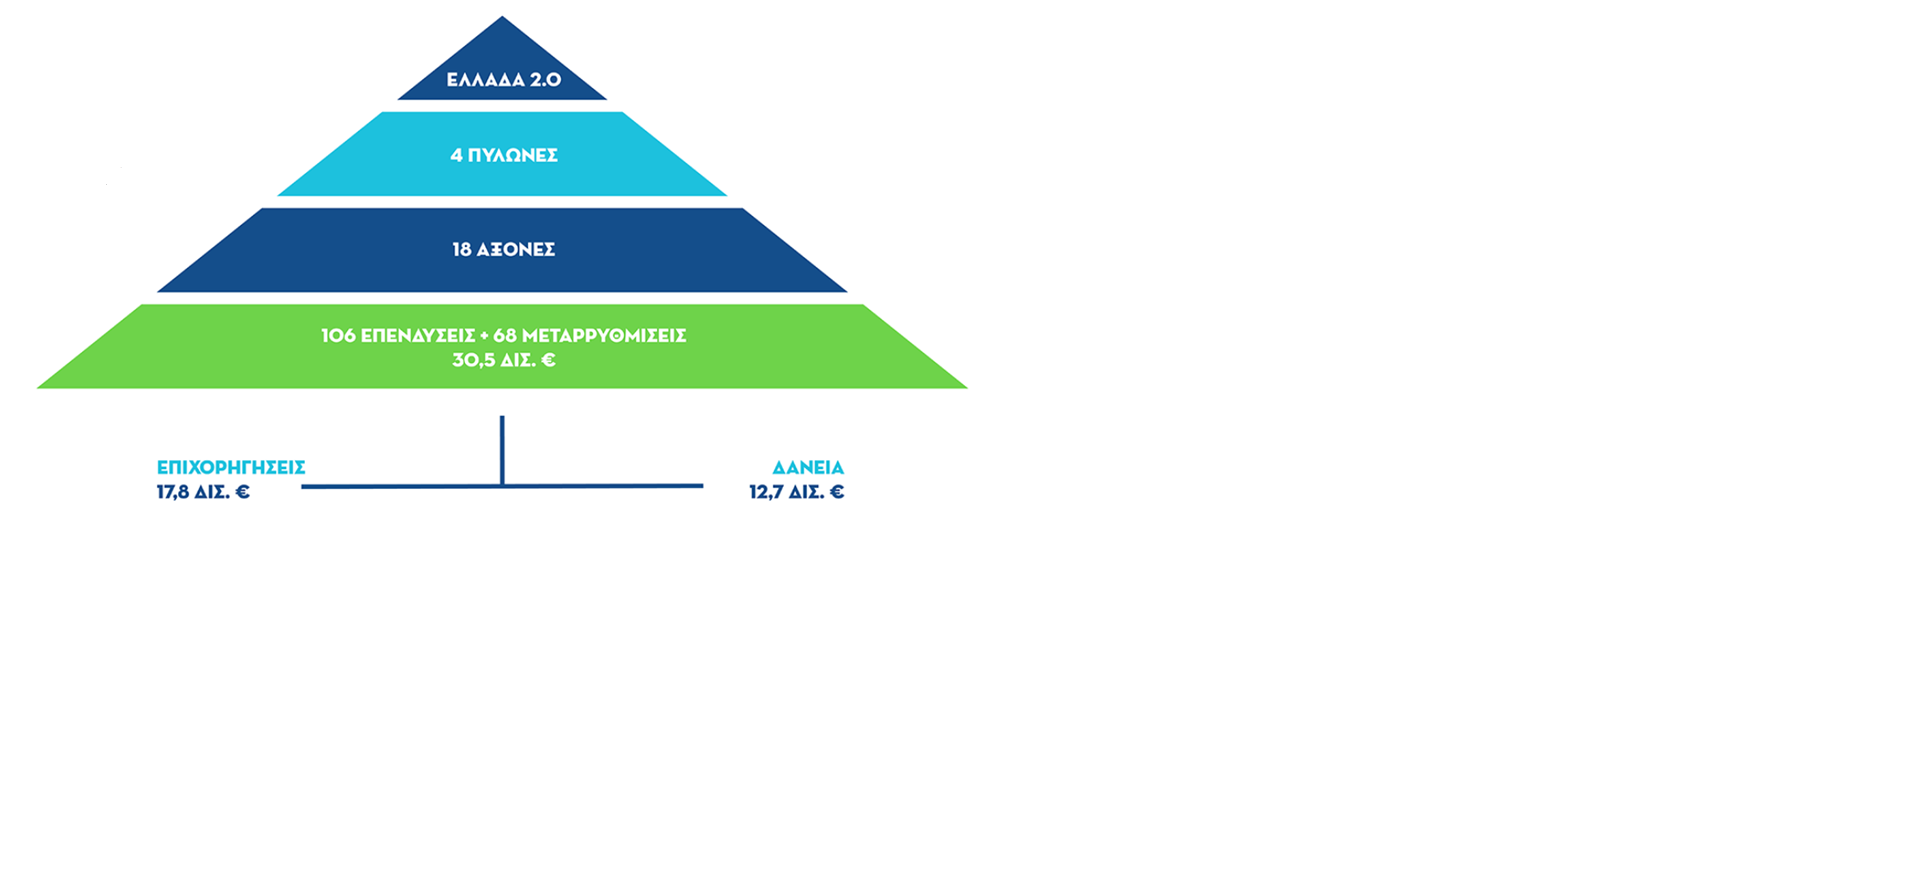 ΕΛΛΑΔΑ 2.0
4 ΠΥΛΩΝΕΣ
18 ΑΞΟΝΕΣ
106 ΕΠΕΝΔΥΣΕΙΣ + 68 ΜΕΤΑΡΡΥΘΜΙΣΕΙΣ
30,5 ΔΙΣ. €
ΕΠΙΧΟΡΗΓΗΣΕΙΣ
17,8 ΔΙΣ. €
ΔΑΝΕΙΑ
12,7 ΔΙΣ. €